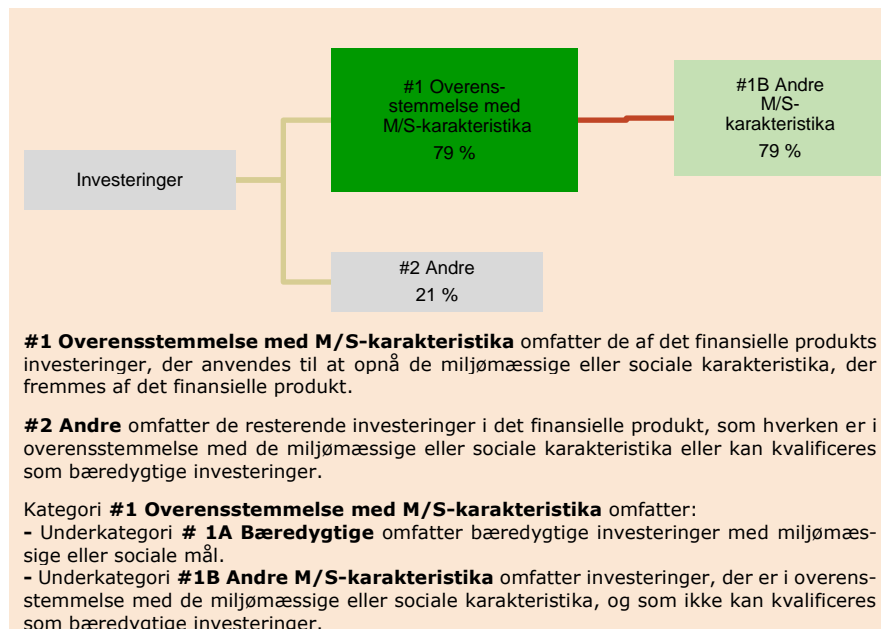 #1 Overens-
stemmelse med
M/S-karakteristika
79 %
#1B Andre
M/S-
karakteristika
79 %
Investeringer
#2 Andre
21 %
#1 Overensstemmelse med M/S-karakteristika omfatter de af det finansielle produkts
investeringer, der anvendes til at opnå de miljømæssige eller sociale karakteristika, der
fremmes af det finansielle produkt.
#2 Andre omfatter de resterende investeringer i det finansielle produkt, som hverken er i
overensstemmelse med de miljømæssige eller sociale karakteristika eller kan kvalificeres
som bæredygtige investeringer.
Kategori #1 Overensstemmelse med M/S-karakteristika omfatter:
- Underkategori # 1A Bæredygtige omfatter bæredygtige investeringer med miljømæs-
sige eller sociale mål.
- Underkategori #1B Andre M/S-karakteristika omfatter investeringer, der er i overens-
stemmelse med de miljømæssige eller sociale karakteristika, og som ikke kan kvalificeres
som bæredygtige investeringer.